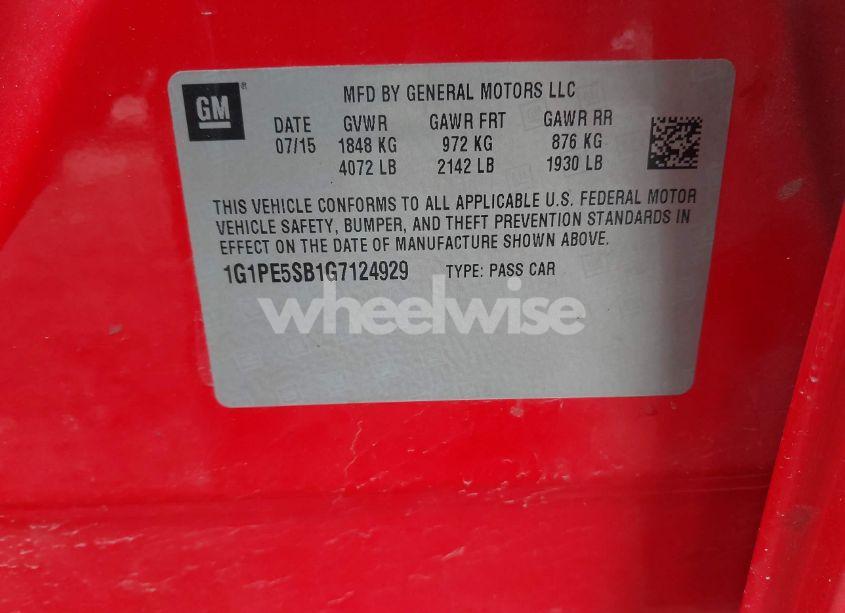 GM®
MFD BY GENERAL MOTORS LLC
DATE GVWR GAWR FRT GAWR RR
07/15 1848 KG 972 KG 876 KG
4072 LB 2142 LB 1930 LB
THIS VEHICLE CONFORMS TO ALL APPLICABLE U.S. FEDERAL MOTOR
VEHICLE SAFETY, BUMPER, AND THEFT PREVENTION STANDARDS IN
EFFECT ON THE DATE OF MANUFACTURE SHOWN ABOVE.
1G1PE5SB1G7124929 TYPE: PASS CAR
wheelwise